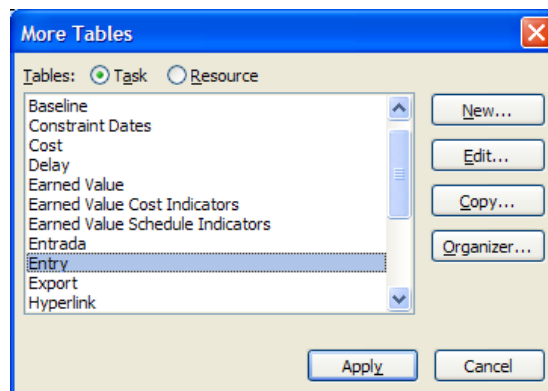 More Tables
Tables: Task Resource
Baseline
Constraint Dates
Cost
Delay
Earned Value
Earned Value Cost Indicators
Earned Value Schedule Indicators
Entrada
Entry
Export
Hyperlink
New...
Edit...
Copy...
Organizer...
Apply Cancel